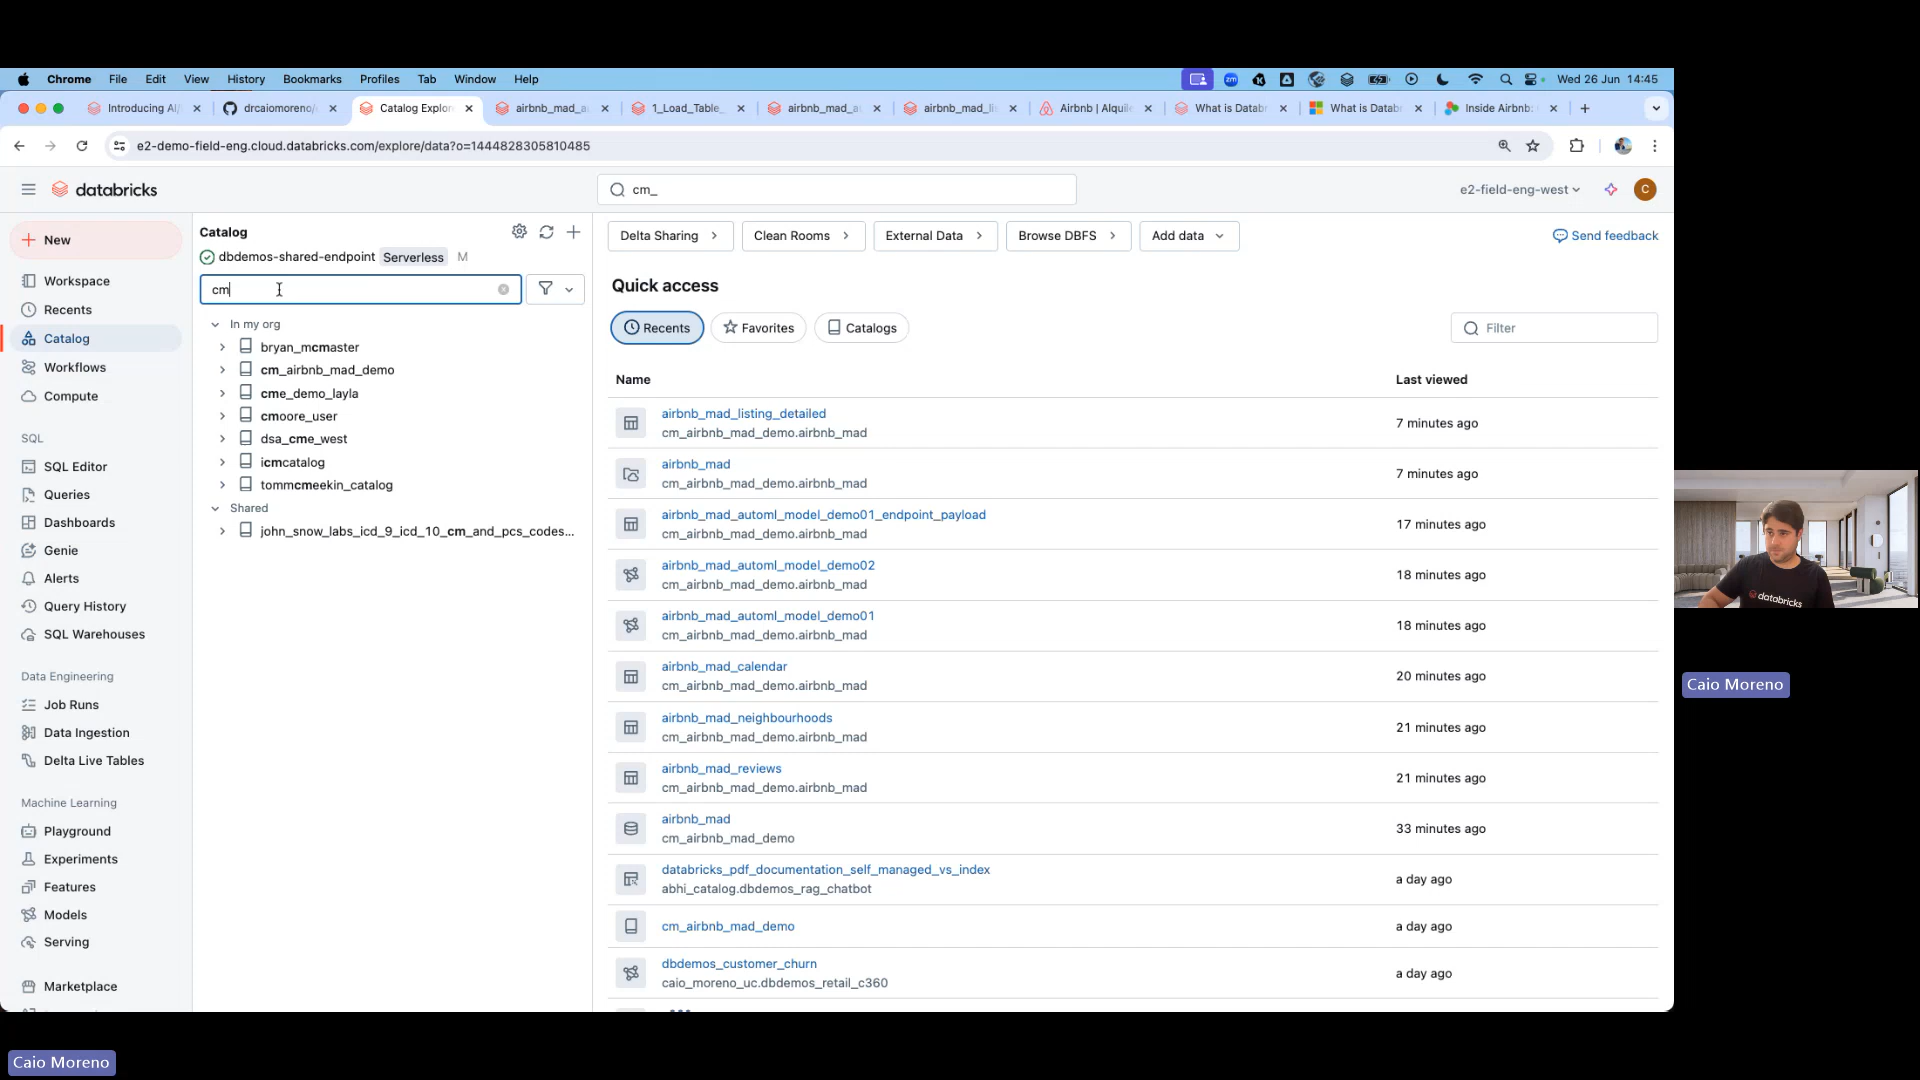 Chrome File Edit View History Bookmarks Profiles Tab Window Help
zm
Wed 26 Jun 14:45
Introducing AI/
drcaiomoreno/
Catalog Explor
airbnb_mad_a
1_Load_Table_
airbnb_mad_a
airbnb_mad_lis
Airbnb | Alquile
What is Databr
What is Databr
Inside Airbnb:
e2-demo-field-eng.cloud.databricks.com/explore/data?o=1444828305810485
databricks
cm_
e2-field-eng-west
C
New
Workspace
Recents
Catalog
Workflows
Compute
SQL
SQL Editor
Queries
Dashboards
Genie
Alerts
Query History
SQL Warehouses
Data Engineering
Job Runs
Data Ingestion
Delta Live Tables
Machine Learning
Playground
Experiments
Features
Models
Serving
Marketplace
Catalog
dbdemos-shared-endpoint Serverless M
cm
In my org
bryan_mcmaster
cm_airbnb_mad_demo
cme_demo_layla
cmoore_user
dsa_cme_west
icmcatalog
tommcmeekin_catalog
Shared
john_snow_labs_icd_9_icd_10_cm_and_pcs_codes...
Delta Sharing
Clean Rooms
External Data
Browse DBFS
Add data
Send feedback
Quick access
Recents
Favorites
Catalogs
Filter
Name Last viewed
airbnb_mad_listing_detailed
cm_airbnb_mad_demo.airbnb_mad
7 minutes ago
airbnb_mad
cm_airbnb_mad_demo.airbnb_mad
7 minutes ago
airbnb_mad_automl_model_demo01_endpoint_payload
cm_airbnb_mad_demo.airbnb_mad
17 minutes ago
airbnb_mad_automl_model_demo02
cm_airbnb_mad_demo.airbnb_mad
18 minutes ago
airbnb_mad_automl_model_demo01
cm_airbnb_mad_demo.airbnb_mad
18 minutes ago
airbnb_mad_calendar
cm_airbnb_mad_demo.airbnb_mad
20 minutes ago
airbnb_mad_neighbourhoods
cm_airbnb_mad_demo.airbnb_mad
21 minutes ago
airbnb_mad_reviews
cm_airbnb_mad_demo.airbnb_mad
21 minutes ago
airbnb_mad
cm_airbnb_mad_demo
33 minutes ago
databricks_pdf_documentation_self_managed_vs_index
abhi_catalog.dbdemos_rag_chatbot
a day ago
cm_airbnb_mad_demo
a day ago
dbdemos_customer_churn
caio_moreno_uc.dbdemos_retail_c360
a day ago
databricks
Caio Moreno
Caio Moreno